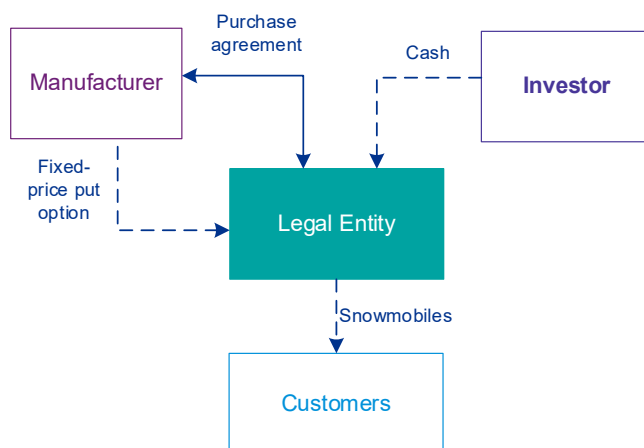 Purchase
agreement
Manufacturer
Cash
Investor
Fixed-
price put
option
Legal Entity
Snowmobiles
Customers